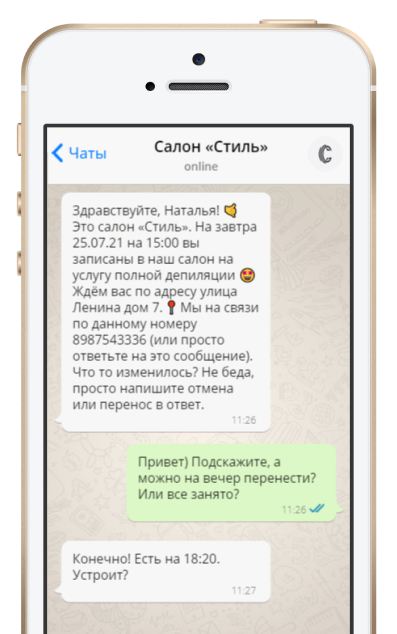 Чаты
Салон «Стиль»
online
Здравствуйте, Наталья! 🤙
Это салон «Стиль». На завтра
25.07.21 на 15:00 вы
записаны в наш салон на
услугу полной депиляции 🤩
Ждём вас по адресу улица
Ленина дом 7. 📍 Мы на связи
по данному номеру
8987543336 (или просто
ответьте на это сообщение).
Что то изменилось? Не беда,
просто напишите отмена
или перенос в ответ.
11:26
Привет) Подскажите, а
можно на вечер перенести?
Или все занято?
11:26
Конечно! Есть на 18:20.
Устроит?
11:27